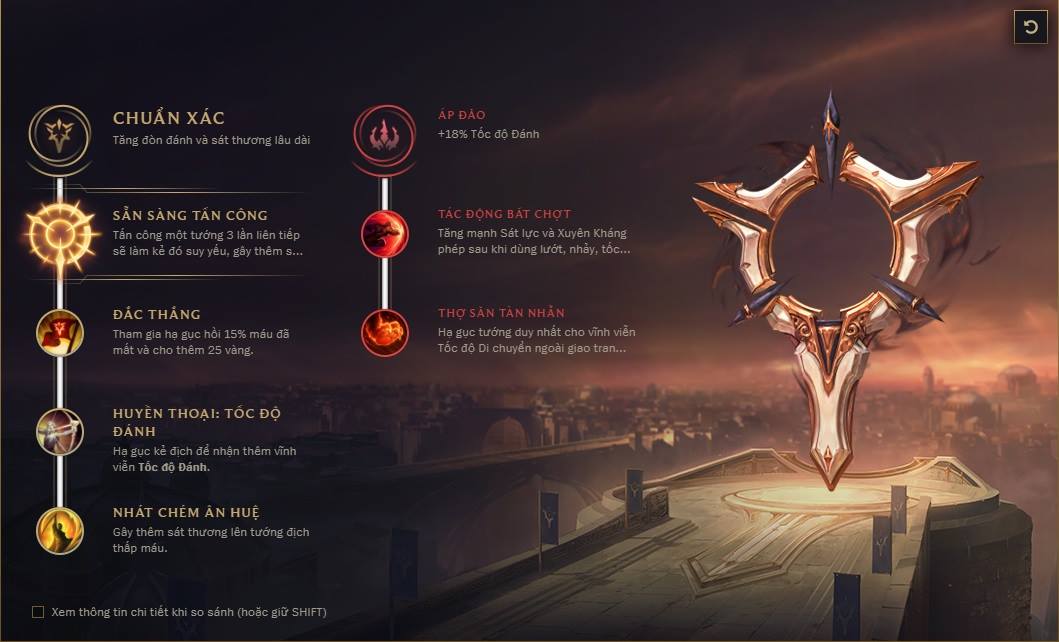 CHUẨN XÁC
Tăng đòn đánh và sát thương lâu dài
SẴN SÀNG TẤN CÔNG
Tấn công một tướng 3 lần liên tiếp
sẽ làm kẻ đó suy yếu, gây thêm s...
ĐẮC THẮNG
Tham gia hạ gục hồi 15% máu đã
mất và cho thêm 25 vàng.
HUYỀN THOẠI: TỐC ĐỘ
ĐÁNH
Hạ gục kẻ địch để nhận thêm vĩnh
viễn Tốc độ Đánh.
NHÁT CHÉM ÂN HUỆ
Gây thêm sát thương lên tướng địch
thấp máu.
ÁP ĐẢO
+18% Tốc độ Đánh
TÁC ĐỘNG BẤT CHỢT
Tăng mạnh Sát lực và Xuyên Kháng
phép sau khi dùng lướt, nhảy, tốc...
THỢ SĂN TÀN NHẪN
Hạ gục tướng duy nhất cho vĩnh viễn
Tốc độ Di chuyển ngoài giao tran...
Xem thông tin chi tiết khi so sánh (hoặc giữ SHIFT)